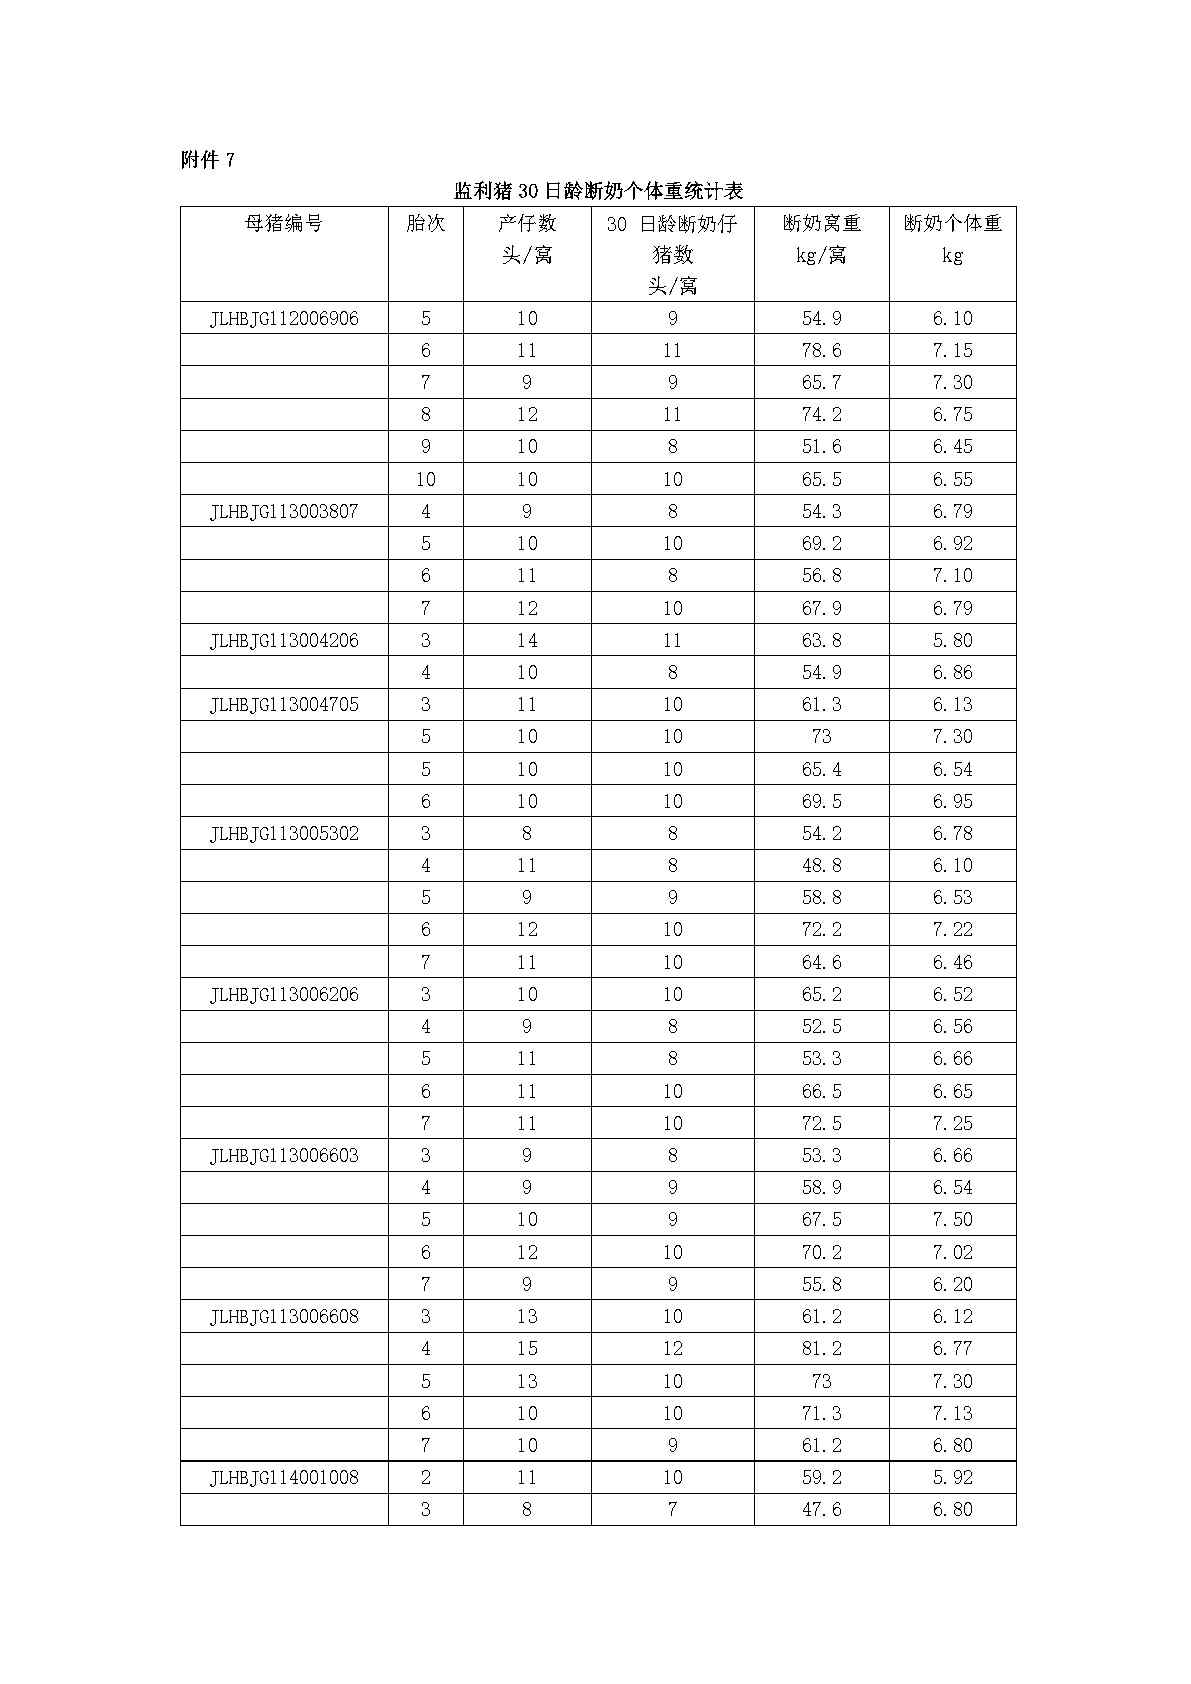 附件 7
监利猪 30 日龄断奶个体重统计表
母猪编号 胎次 产仔数 30 日龄断奶仔 断奶窝重 断奶个体重
头/窝 猪数 kg/窝 kg
头/窝
JLHBJG112006906 5 10 9 54.9 6.10
6 11 11 78.6 7.15
7 9 9 65.7 7.30
8 12 11 74.2 6.75
9 10 8 51.6 6.45
10 10 10 65.5 6.55
JLHBJG113003807 4 9 8 54.3 6.79
5 10 10 69.2 6.92
6 11 8 56.8 7.10
7 12 10 67.9 6.79
JLHBJG113004206 3 14 11 63.8 5.80
4 10 8 54.9 6.86
JLHBJG113004705 3 11 10 61.3 6.13
5 10 10 73 7.30
5 10 10 65.4 6.54
6 10 10 69.5 6.95
JLHBJG113005302 3 8 8 54.2 6.78
4 11 8 48.8 6.10
5 9 9 58.8 6.53
6 12 10 72.2 7.22
7 11 10 64.6 6.46
JLHBJG113006206 3 10 10 65.2 6.52
4 9 8 52.5 6.56
5 11 8 53.3 6.66
6 11 10 66.5 6.65
7 11 10 72.5 7.25
JLHBJG113006603 3 9 8 53.3 6.66
4 9 9 58.9 6.54
5 10 9 67.5 7.50
6 12 10 70.2 7.02
7 9 9 55.8 6.20
JLHBJG113006608 3 13 10 61.2 6.12
4 15 12 81.2 6.77
5 13 10 73 7.30
6 10 10 71.3 7.13
7 10 9 61.2 6.80
JLHBJG114001008 2 11 10 59.2 5.92
3 8 7 47.6 6.80